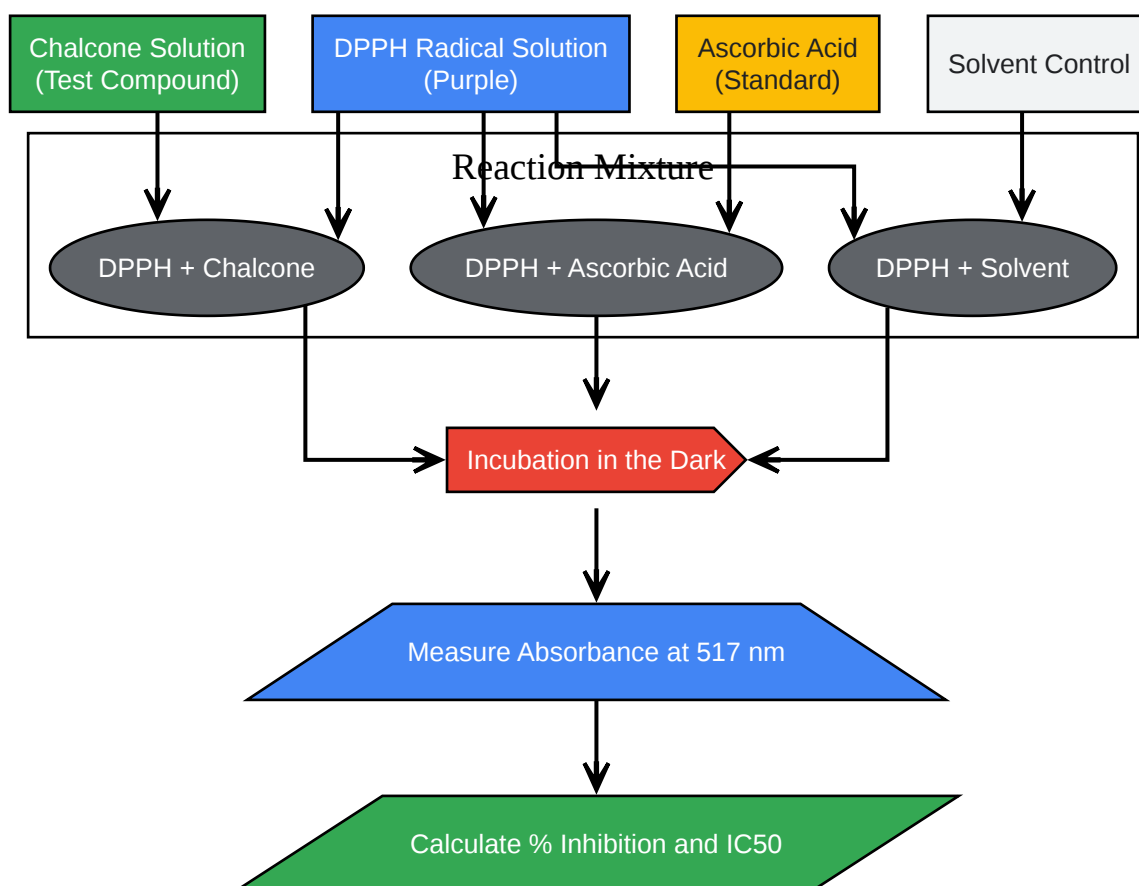 Chalcone Solution
(Test Compound)
DPPH Radical Solution
(Purple)
Ascorbic Acid
(Standard)
Solvent Control
Reaction Mixture
DPPH + Chalcone
DPPH + Ascorbic Acid
DPPH + Solvent
Incubation in the Dark
Measure Absorbance at 517 nm
Calculate % Inhibition and IC50